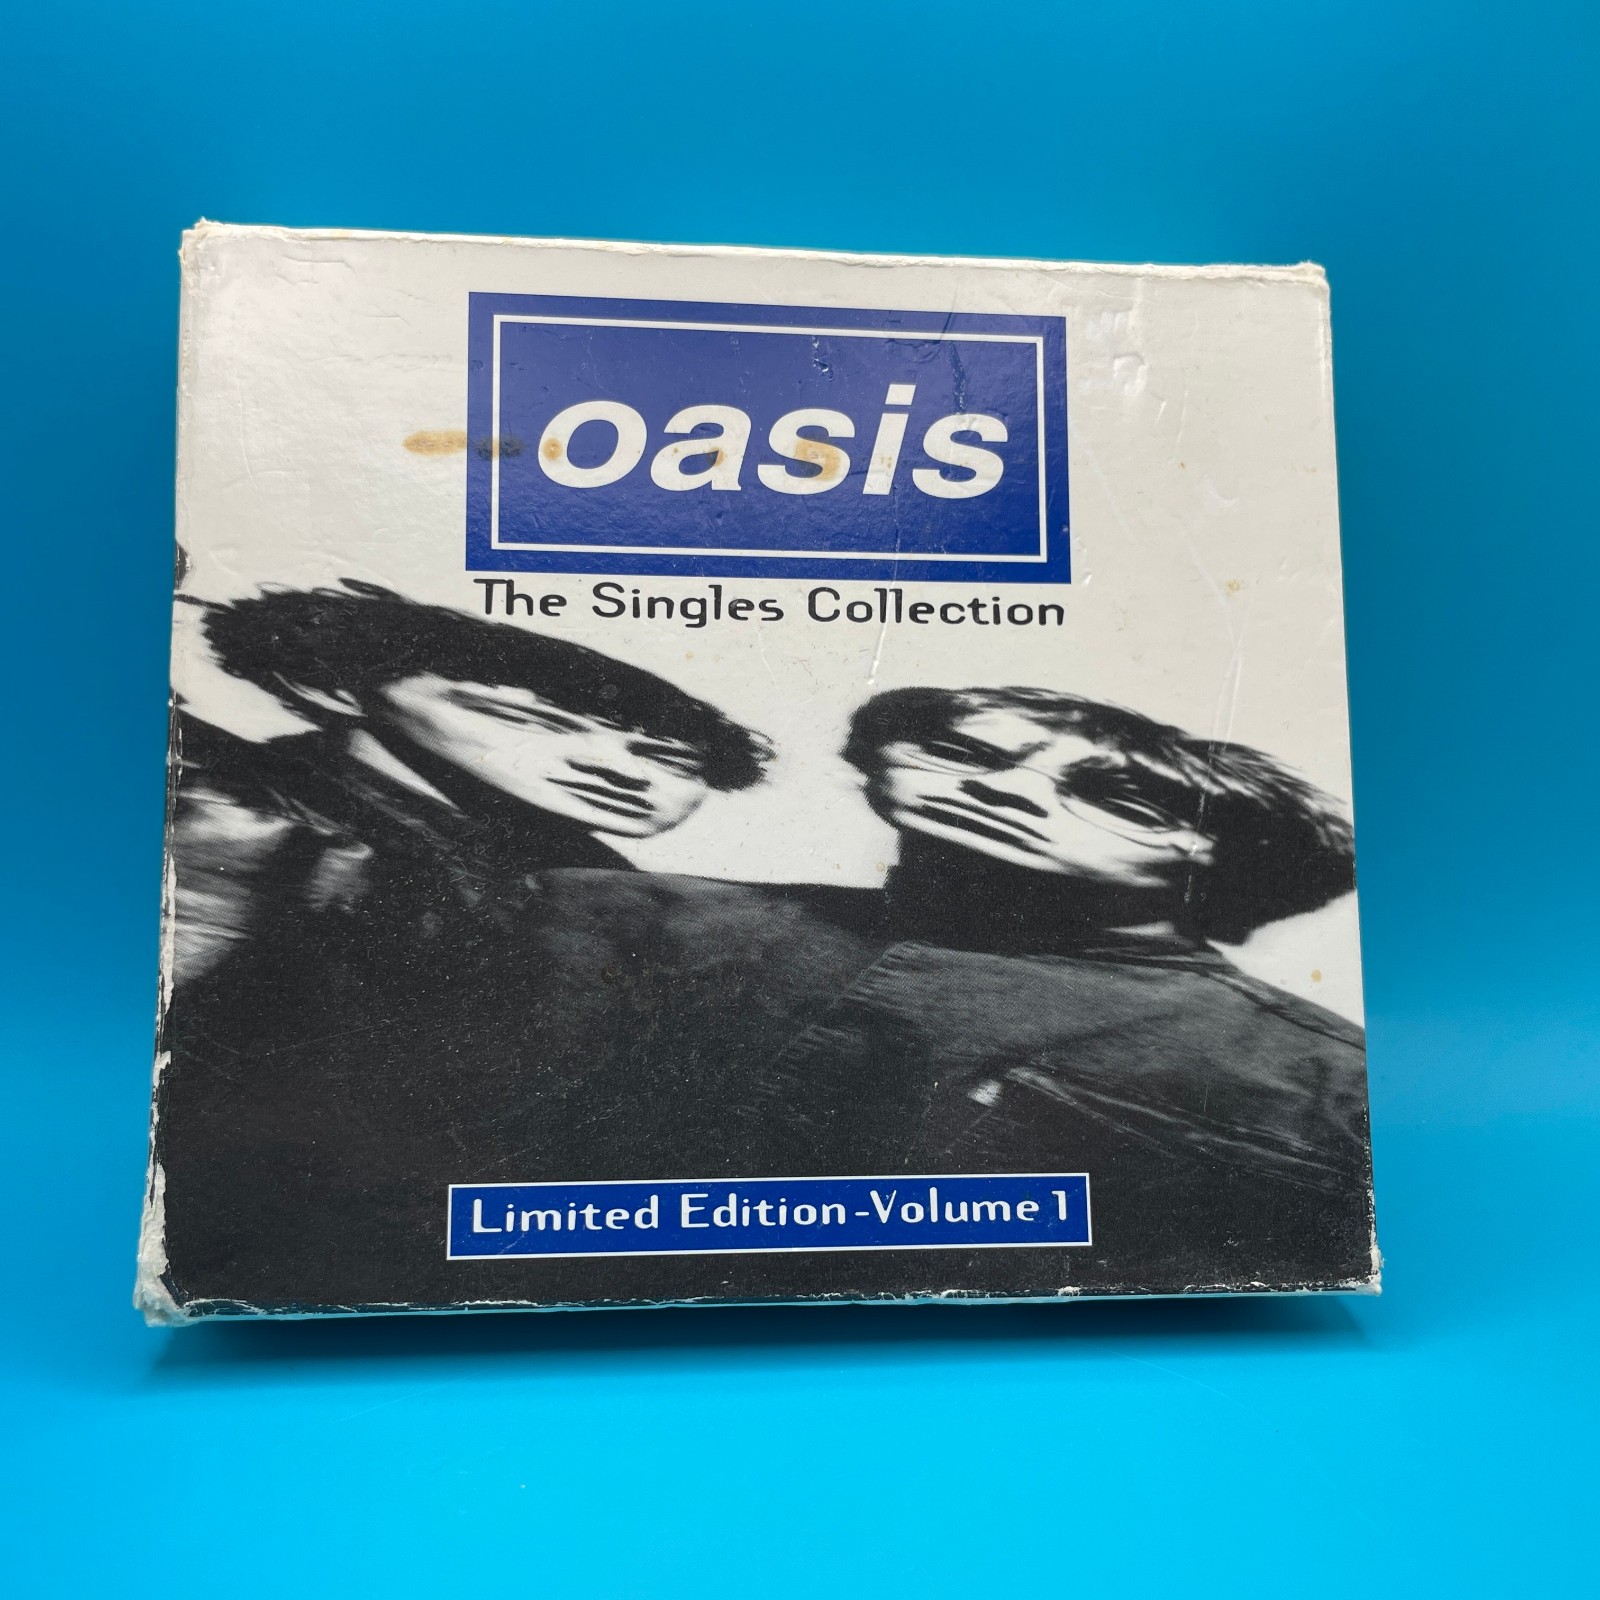 oasis
The Singles Collection
Limited Edition-Volume 1